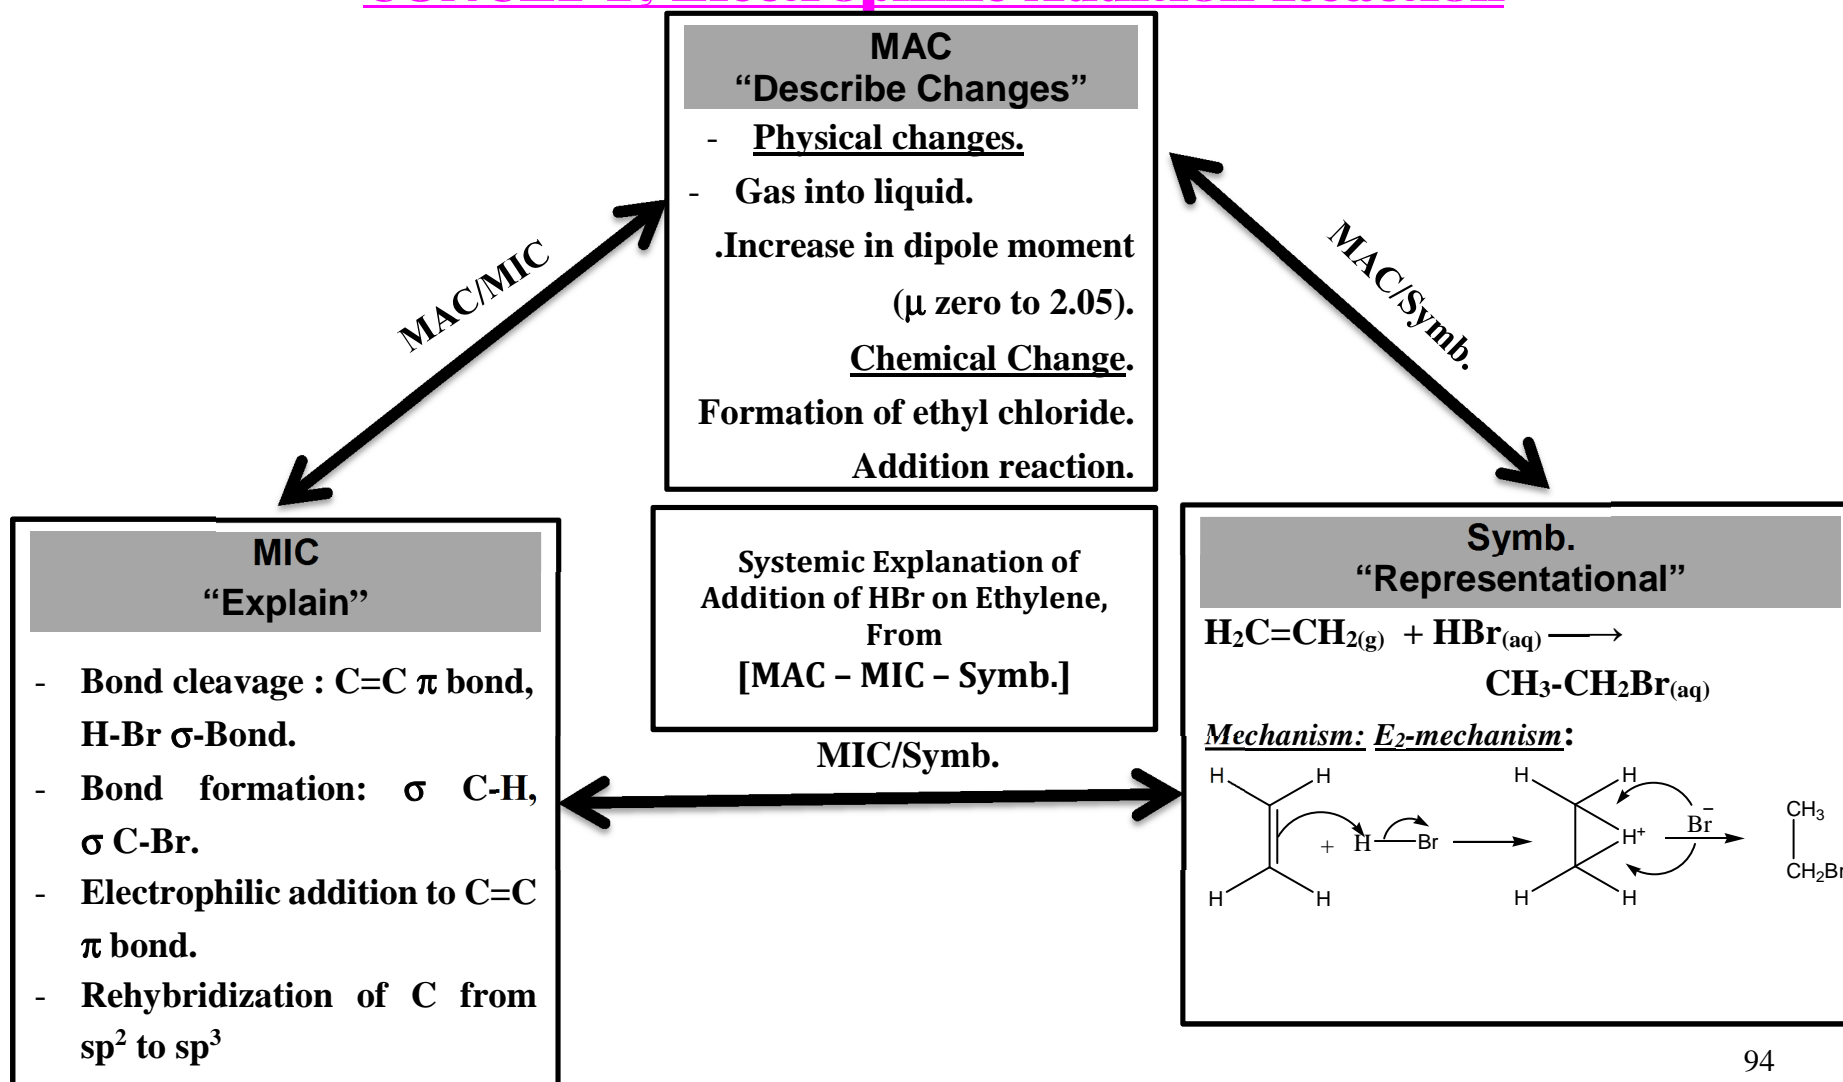 Electrophilic Addition Reaction
MAC
“Describe Changes”
- Physical changes.
- Gas into liquid.
.Increase in dipole moment
(μ zero to 2.05).
Chemical Change.
Formation of ethyl chloride.
Addition reaction.
MAC/MIC
MAC/Symb.
MIC
“Explain”
- Bond cleavage : C=C π bond,
H-Br σ-Bond.
- Bond formation: σ C-H,
σ C-Br.
- Electrophilic addition to C=C
π bond.
- Rehybridization of C from
sp² to sp³
Systemic Explanation of
Addition of HBr on Ethylene,
From
[MAC – MIC – Symb.]
MIC/Symb.
Symb.
“Representational”
H₂C=CH₂(g) + HBr(aq) ⟶
CH₃-CH₂Br(aq)
Mechanism: E₂-mechanism:
H H H H
CH₃
+ H Br H⁺ Br⁻
CH₂Br
H H H H
94